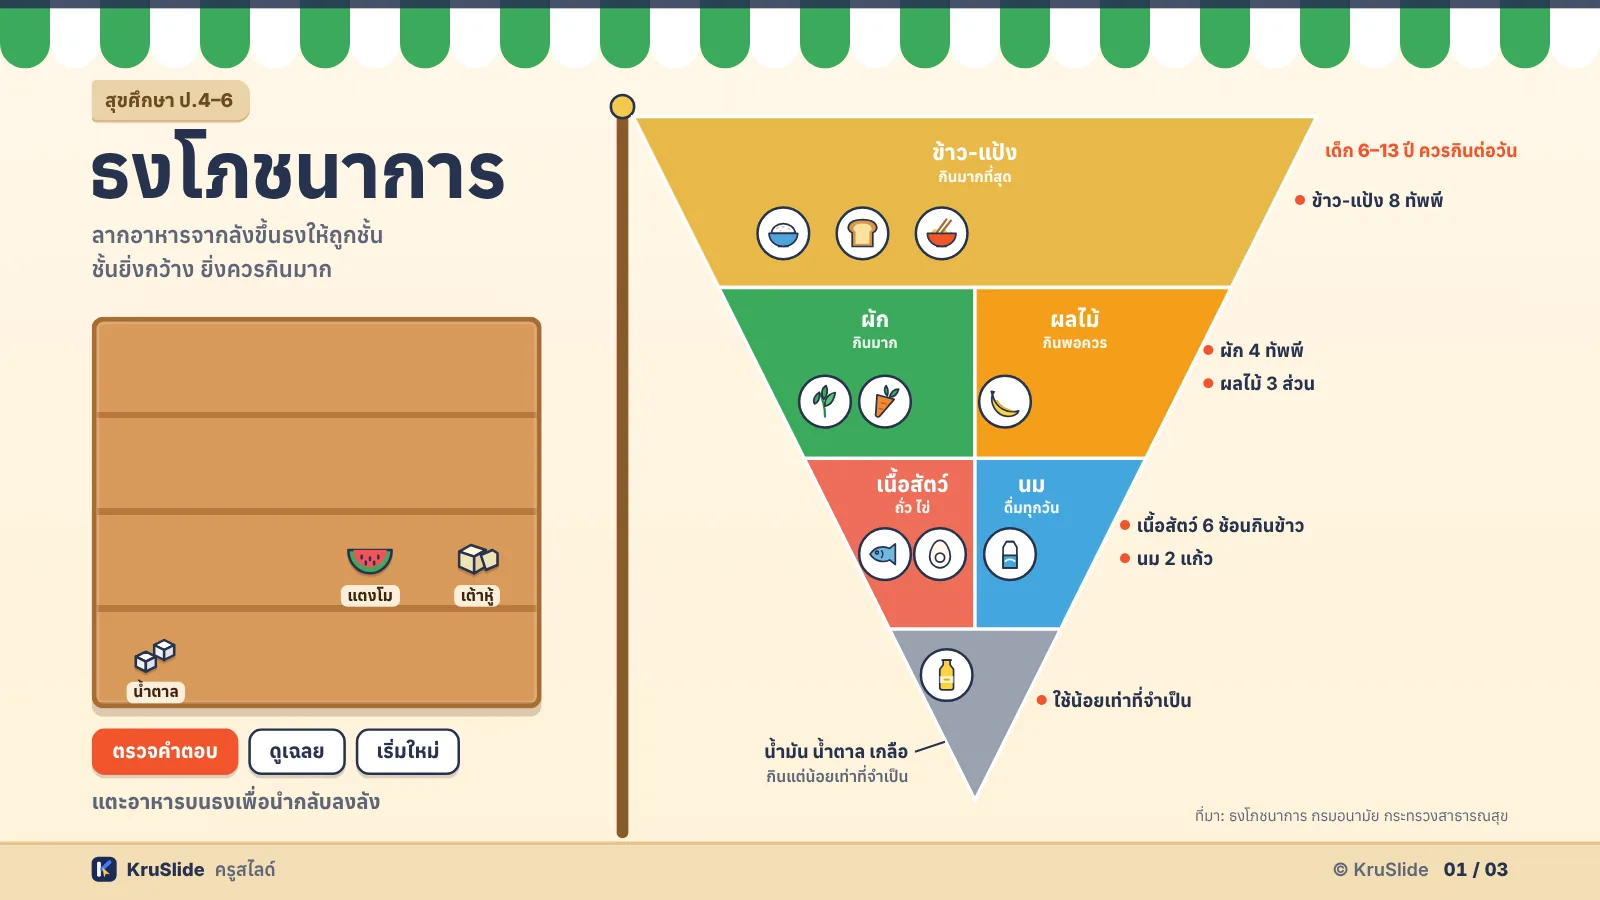 สุขศึกษา ป.4–6
ธงโภชนาการ
ลากอาหารจากลังขึ้นธงให้ถูกชั้น
ชั้นยิ่งกว้าง ยิ่งควรกินมาก
แตงโม
เต้าหู้
น้ำตาล
ตรวจคำตอบ
ดูเฉลย
เริ่มใหม่
แตะอาหารบนธงเพื่อนำกลับลงลัง
ข้าว-แป้ง
กินมากที่สุด
ผัก
กินมาก
ผลไม้
กินพอควร
เนื้อสัตว์
ถั่ว ไข่
นม
ดื่มทุกวัน
น้ำมัน น้ำตาล เกลือ
กินแต่น้อยเท่าที่จำเป็น
เด็ก 6–13 ปี ควรกินต่อวัน
ข้าว-แป้ง 8 ทัพพี
ผัก 4 ทัพพี
ผลไม้ 3 ส่วน
เนื้อสัตว์ 6 ช้อนกินข้าว
นม 2 แก้ว
ใช้น้อยเท่าที่จำเป็น
ที่มา: ธงโภชนาการ กรมอนามัย กระทรวงสาธารณสุข
KruSlide ครูสไลด์
© KruSlide 01 / 03